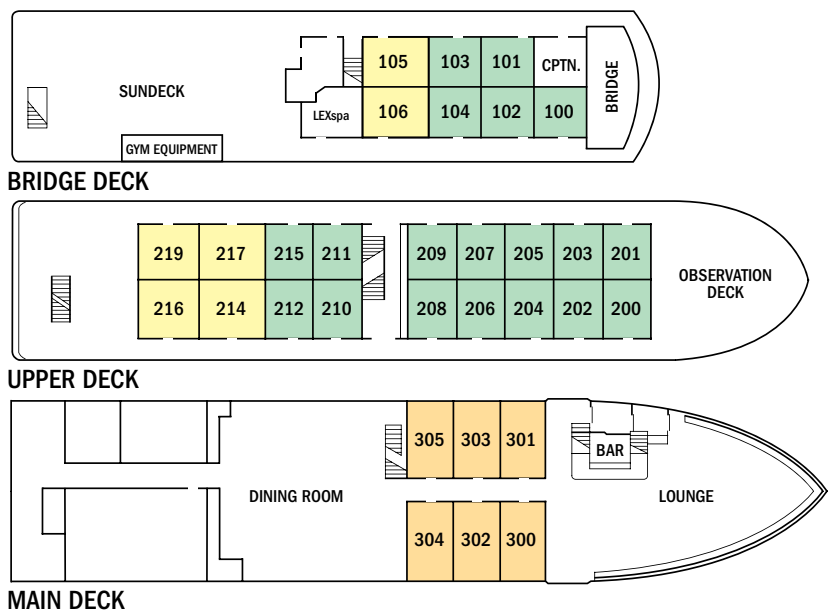 105
103
101
CPTN.
BRIDGE
SUNDECK
LEXspa
106
104
102
100
GYM EQUIPMENT
BRIDGE DECK
219
217
215
211
209
207
205
203
201
OBSERVATION
DECK
216
214
212
210
208
206
204
202
200
UPPER DECK
305
303
301
BAR
DINING ROOM
LOUNGE
304
302
300
MAIN DECK